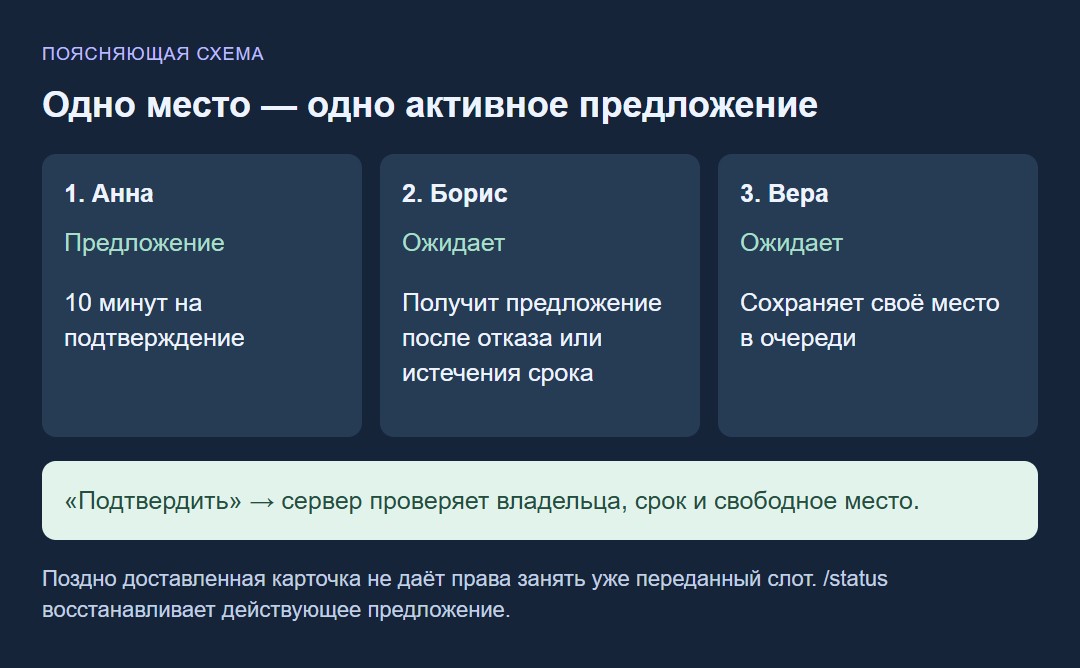 ПОЯСНЯЮЩАЯ СХЕМА
Одно место — одно активное предложение
1. Анна
Предложение
10 минут на
подтверждение
2. Борис
Ожидает
Получит предложение
после отказа или
истечения срока
3. Вера
Ожидает
Сохраняет своё место
в очереди
«Подтвердить» → сервер проверяет владельца, срок и свободное место.
Поздно доставленная карточка не даёт права занять уже переданный слот. /status
восстанавливает действующее предложение.